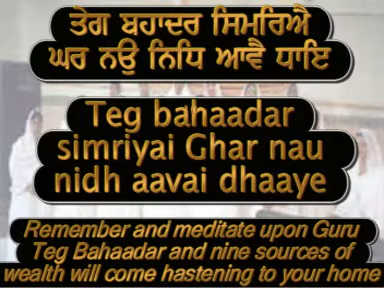 ਤੇਗ ਬਹਾਦਰ ਸਿਮਰਿਐ
ਘਰ ਨਉ ਨਿਧਿ ਆਵੈ ਧਾਇ
Teg bahaadar
simriyai Ghar nau
nidh aavai dhaaye
Remember and meditate upon Guru
Teg Bahaadar and nine sources of
wealth will come hastening to your home